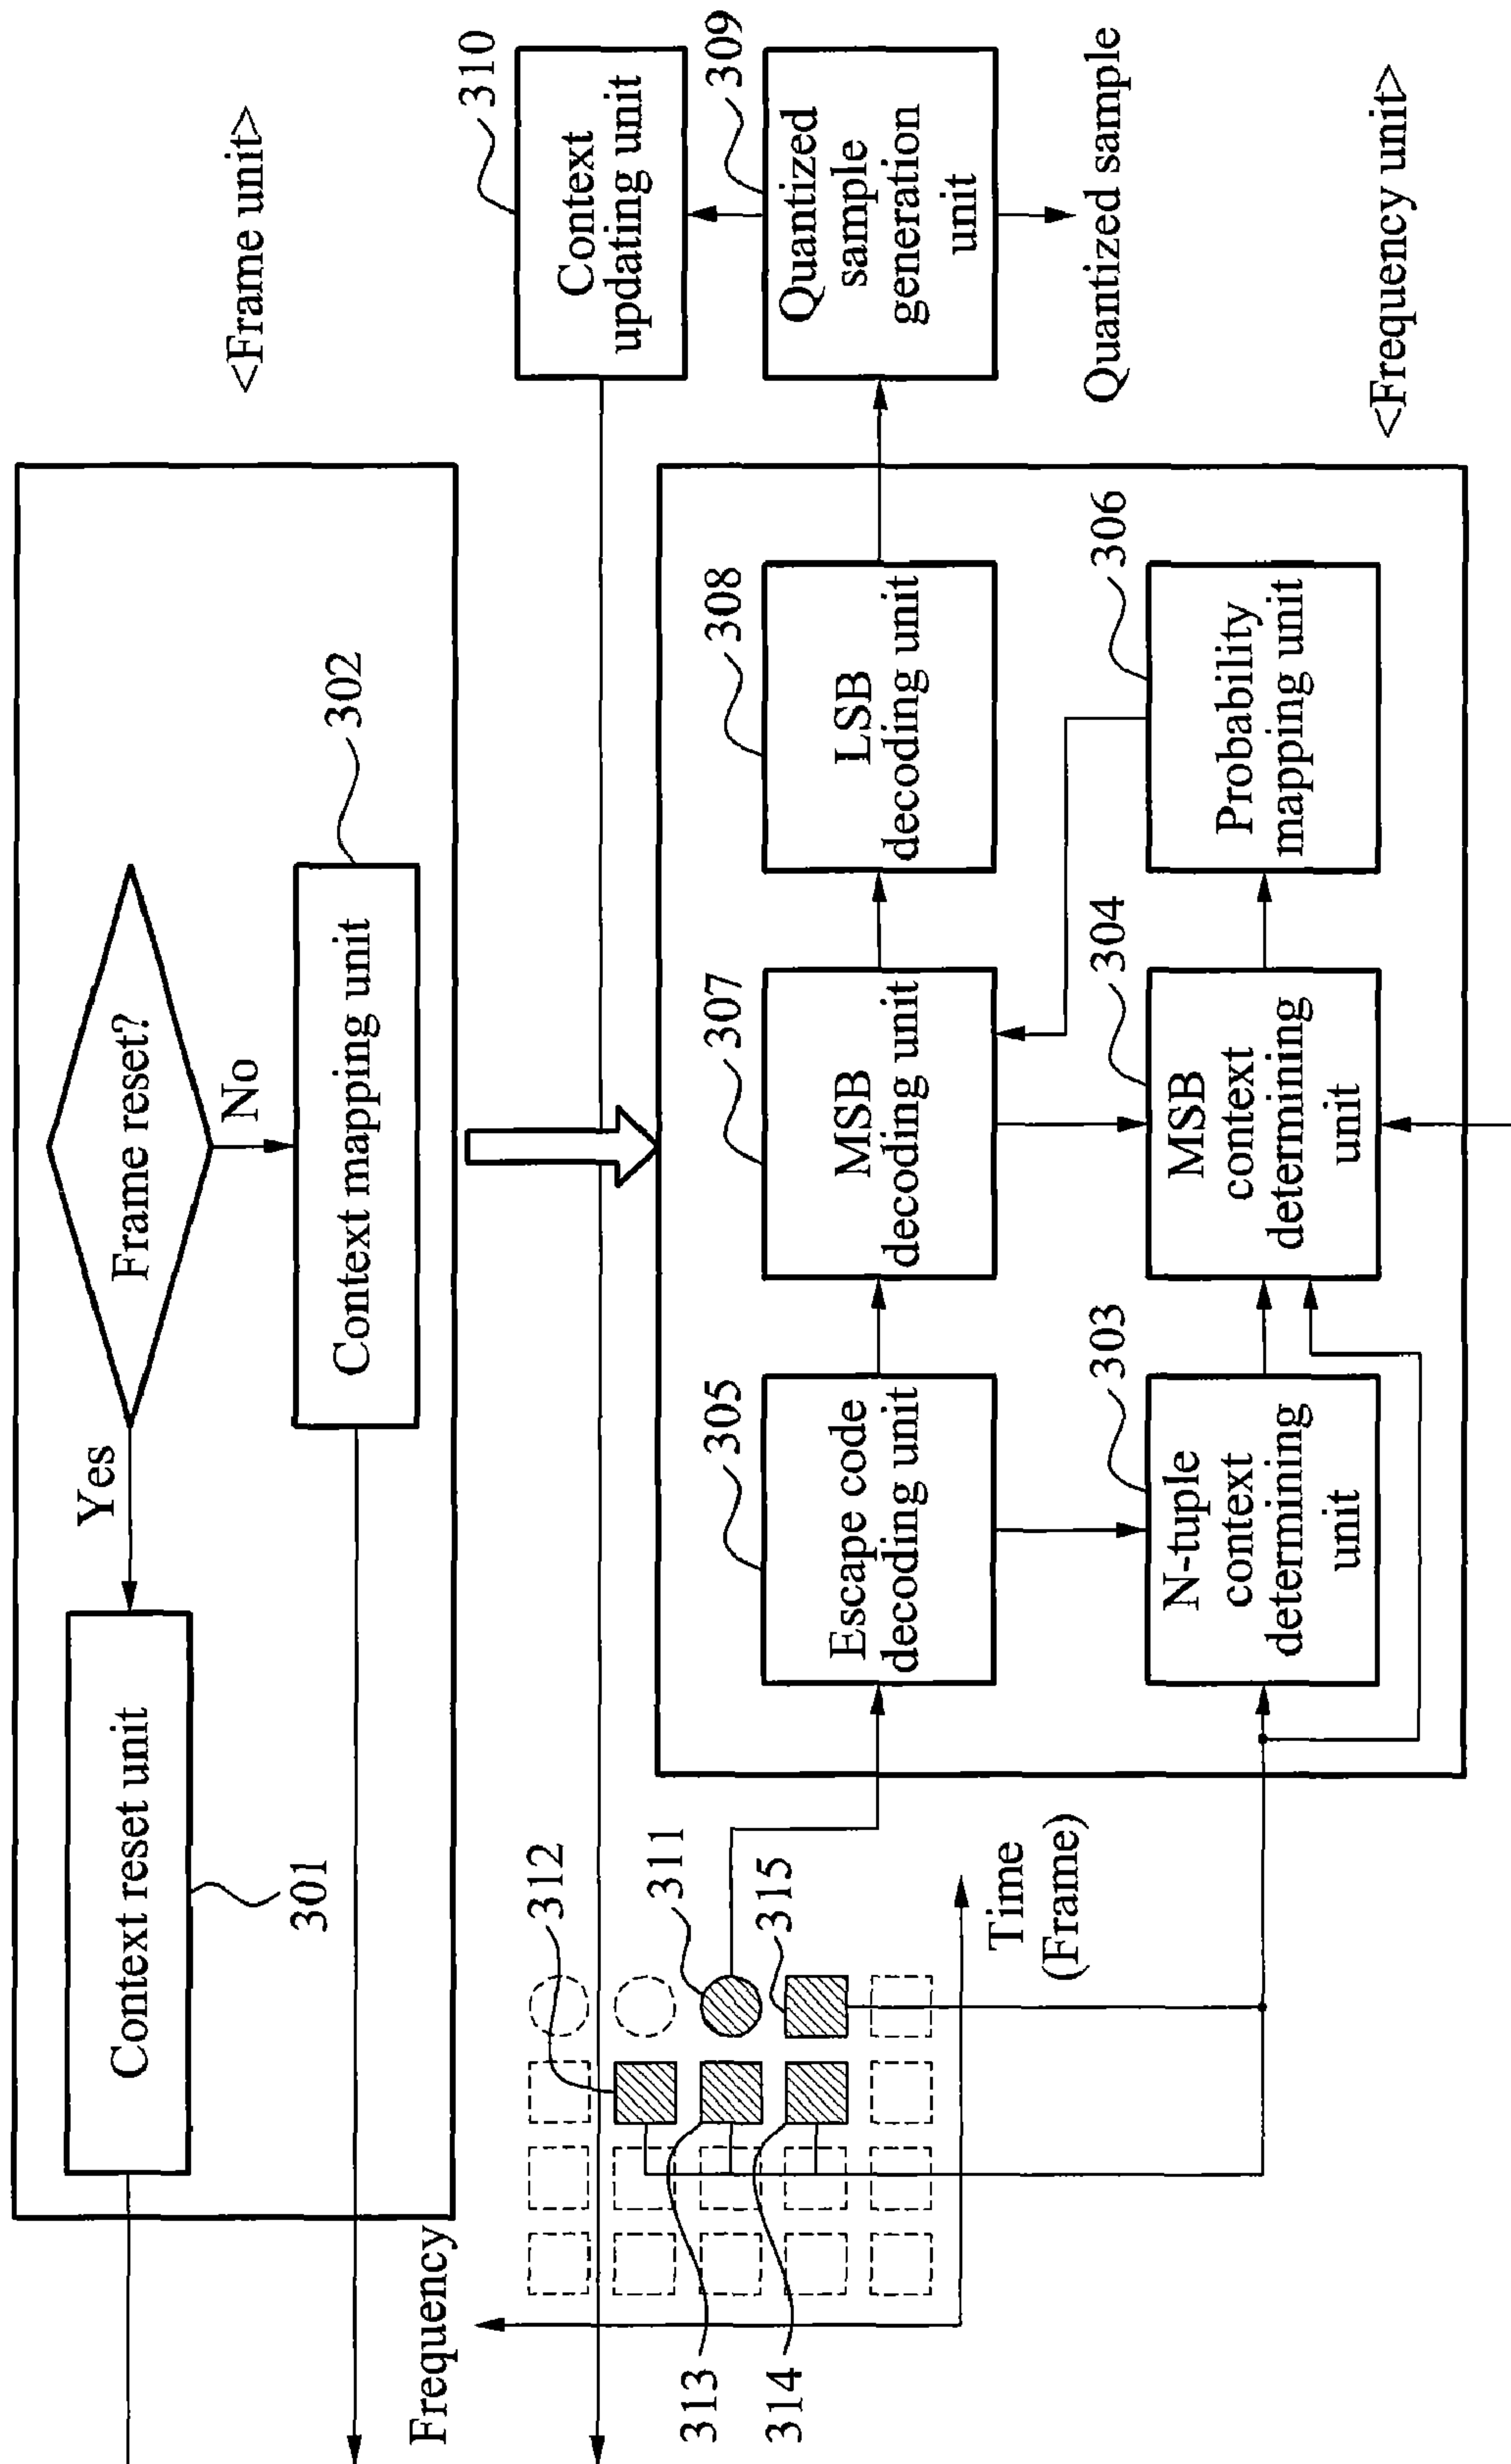 <Frame unit>
Context reset unit
301
Yes
Frame reset?
No
Context mapping unit
302
310
Context
updating unit
309
Quantized
sample
generation
unit
Quantized sample
<Frequency unit>
305
Escape code
decoding unit
307
MSB
decoding unit
308
LSB
decoding unit
303
N-tuple
context
determining
unit
304
MSB
context
determining
unit
306
Probability
mapping unit
Frequency
312
311
315
313
314
Time
(Frame)